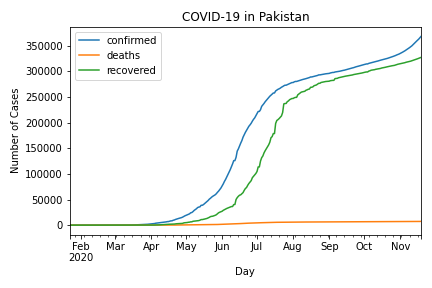 COVID-19 in Pakistan
confirmed
deaths
recovered
Number of Cases
350000
300000
250000
200000
150000
100000
50000
0
Feb Mar Apr May Jun Jul Aug Sep Oct Nov
2020
Day